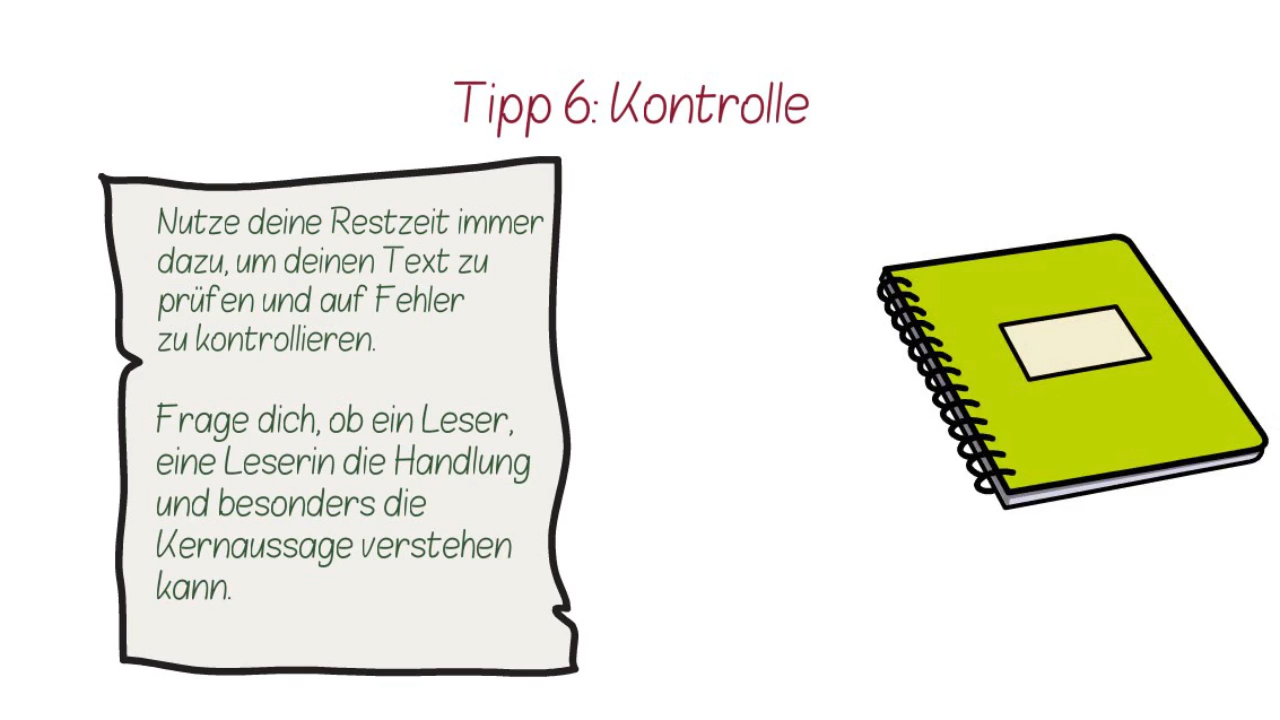 Tipp 6: Kontrolle
Nutze deine Restzeit immer
dazu, um deinen Text zu
prüfen und auf Fehler
zu kontrollieren.
Frage dich, ob ein Leser,
eine Leserin die Handlung
und besonders die
Kernaussage verstehen
kann.